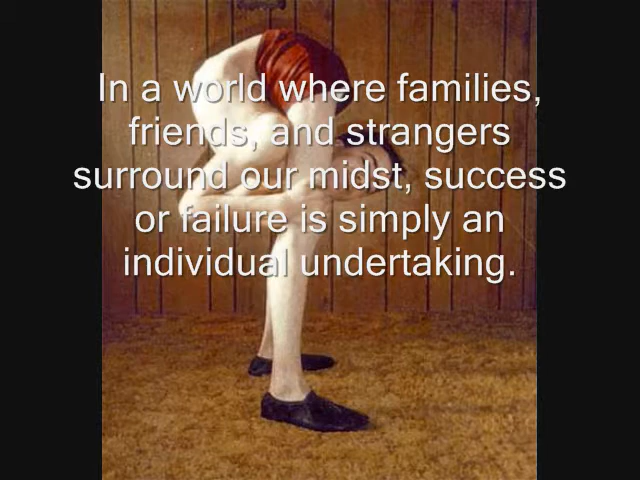 In a world where families,
friends, and strangers
surround our midst, success
or failure is simply an
individual undertaking.